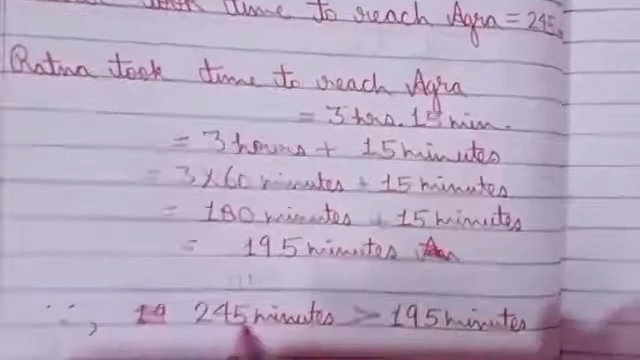 time to reach Agra = 245
Ratna took time to reach Agra
= 3 hrs. 15 min.
= 3 hours + 15 minutes
= 3 x 60 minutes + 15 minutes
= 180 minutes + 15 minutes
= 195 minutes
∴, 245 minutes > 195 minutes